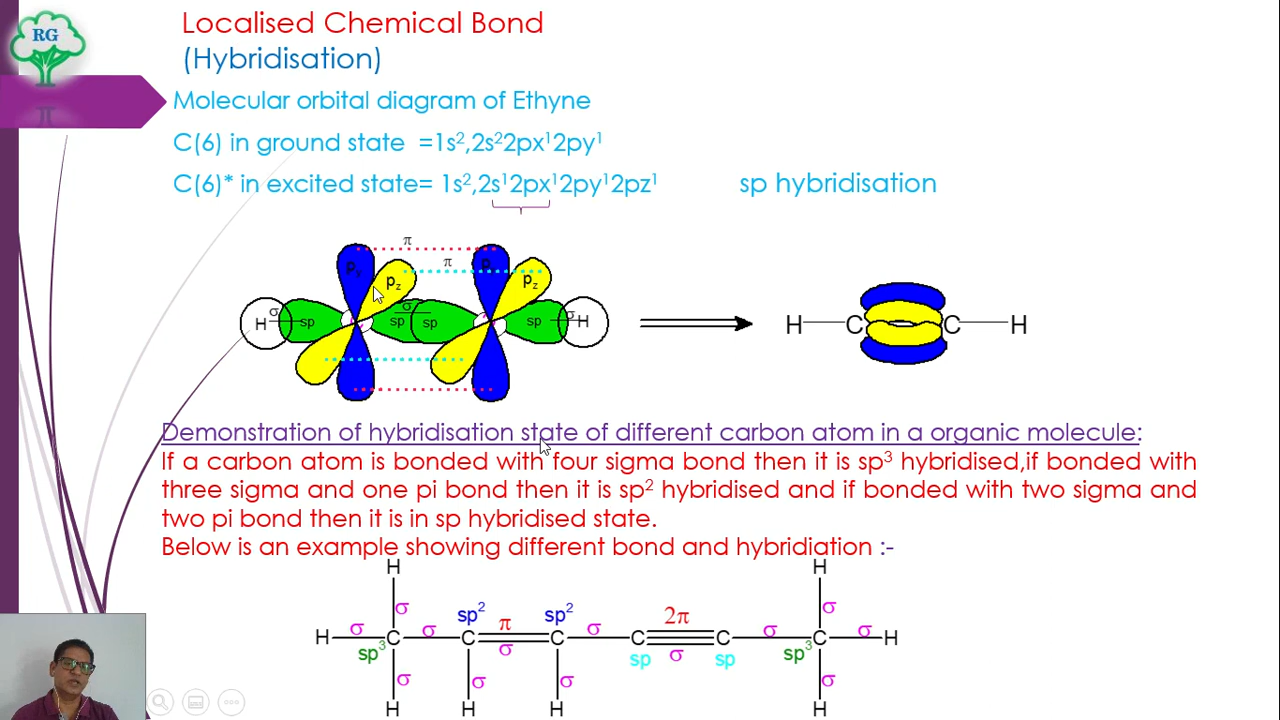 RG
Localised Chemical Bond
(Hybridisation)
Molecular orbital diagram of Ethyne
C(6) in ground state =1s²,2s²2px¹2py¹
C(6)* in excited state= 1s²,2s¹2px¹2py¹2pz¹ sp hybridisation
π
π
p_y p_z p p_z
H σ sp sp σ sp sp σ H
H C C H
Demonstration of hybridisation state of different carbon atom in a organic molecule:
If a carbon atom is bonded with four sigma bond then it is sp³ hybridised,if bonded with
three sigma and one pi bond then it is sp² hybridised and if bonded with two sigma and
two pi bond then it is in sp hybridised state.
Below is an example showing different bond and hybridiation :-
H H
σ sp² π sp² 2π σ
H σ C σ C σ C σ C σ C σ C σ H
sp³ sp sp sp³
σ σ σ σ
H H H H